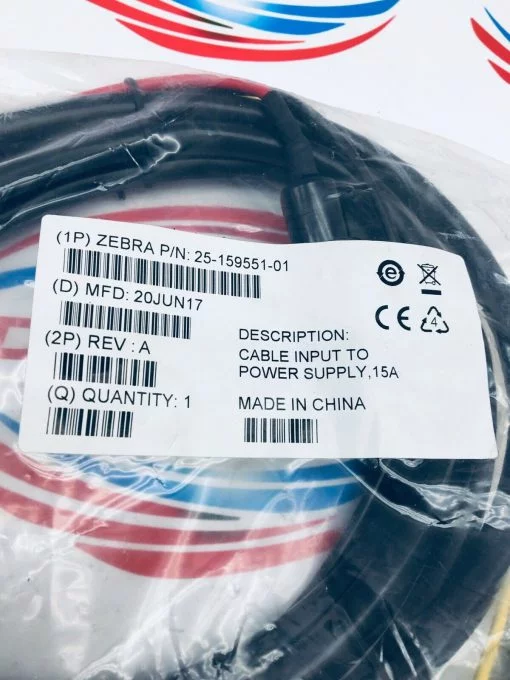 (1P) ZEBRA P/N: 25-159551-01
(D) MFD: 20JUN17
(2P) REV : A
(Q) QUANTITY: 1
DESCRIPTION:
CABLE INPUT TO
POWER SUPPLY,15A
MADE IN CHINA
e
CE
4